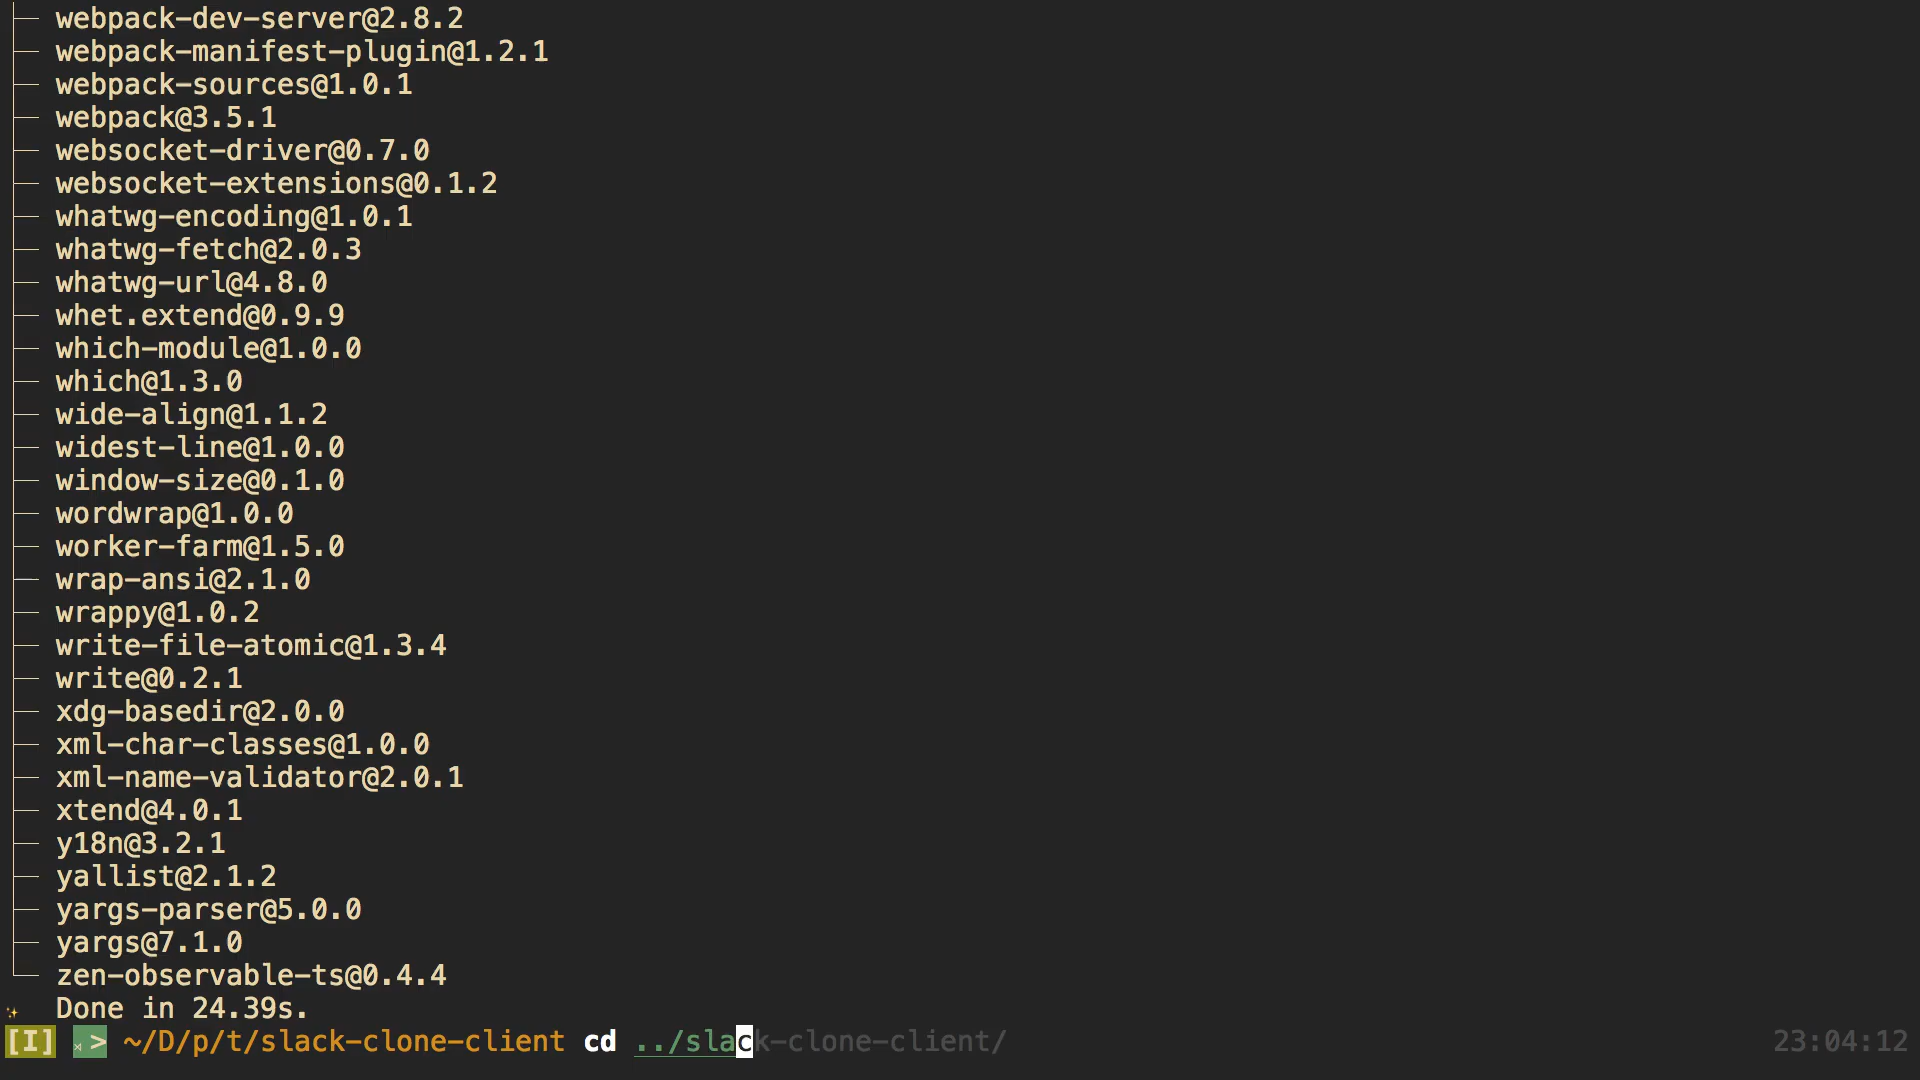 webpack-dev-server@2.8.2
webpack-manifest-plugin@1.2.1
webpack-sources@1.0.1
webpack@3.5.1
websocket-driver@0.7.0
websocket-extensions@0.1.2
whatwg-encoding@1.0.1
whatwg-fetch@2.0.3
whatwg-url@4.8.0
whet.extend@0.9.9
which-module@1.0.0
which@1.3.0
wide-align@1.1.2
widest-line@1.0.0
window-size@0.1.0
wordwrap@1.0.0
worker-farm@1.5.0
wrap-ansi@2.1.0
wrappy@1.0.2
write-file-atomic@1.3.4
write@0.2.1
xdg-basedir@2.0.0
xml-char-classes@1.0.0
xml-name-validator@2.0.1
xtend@4.0.1
y18n@3.2.1
yallist@2.1.2
yargs-parser@5.0.0
yargs@7.1.0
zen-observable-ts@0.4.4
Done in 24.39s.
[I] > ~/D/p/t/slack-clone-client cd ../slack-clone-client/ 23:04:12